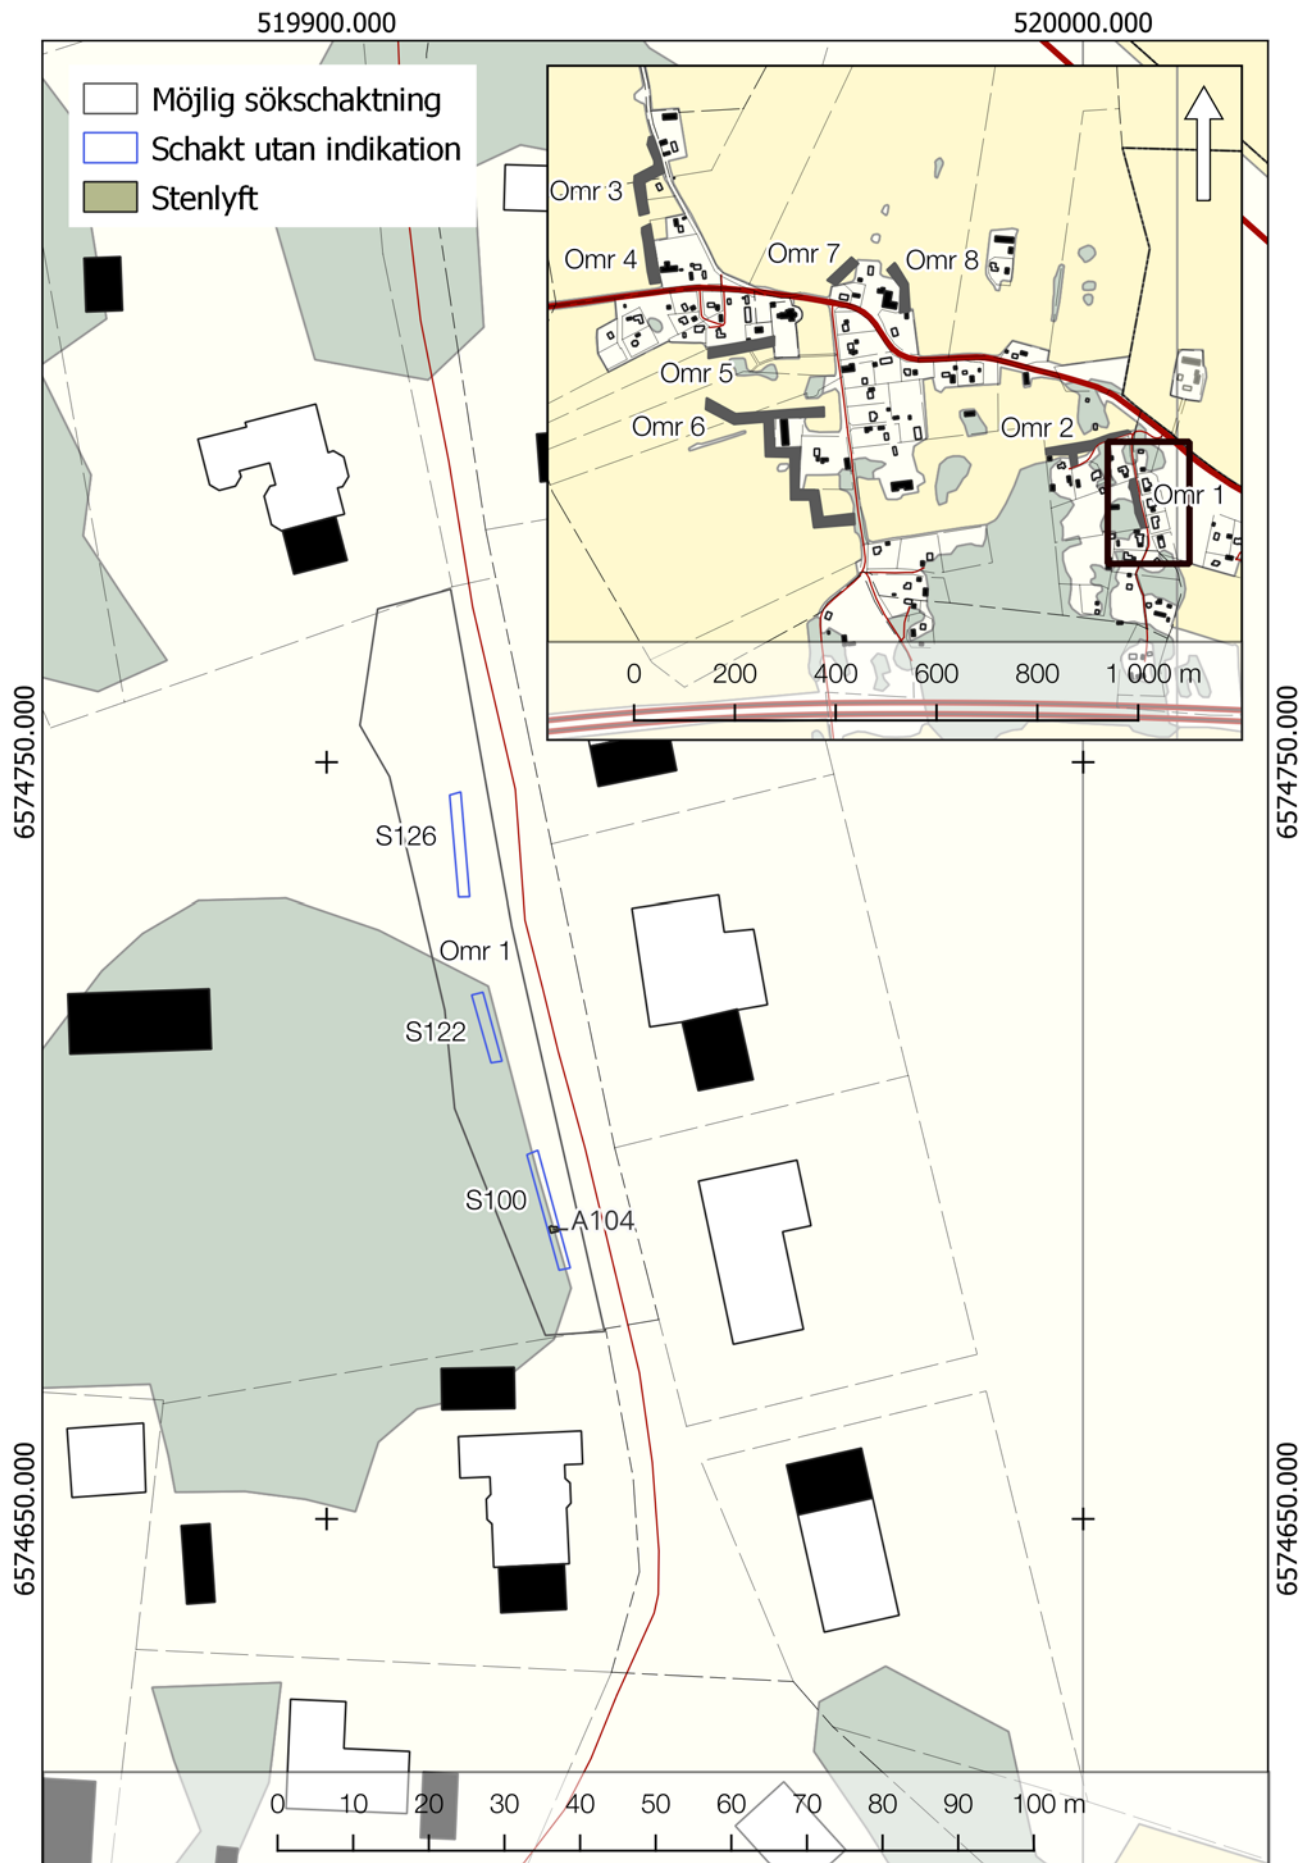 519900.000
520000.000
Möjlig sökschaktning
Schakt utan indikation
Stenlyft
Omr 3
Omr 4
Omr 7
Omr 8
Omr 5
Omr 6
Omr 2
Omr 1
0 200 400 600 800 1 000 m
6574750.000
6574750.000
S126
Omr 1
S122
S100
A104
6574650.000
6574650.000
0 10 20 30 40 50 60 70 80 90 100 m